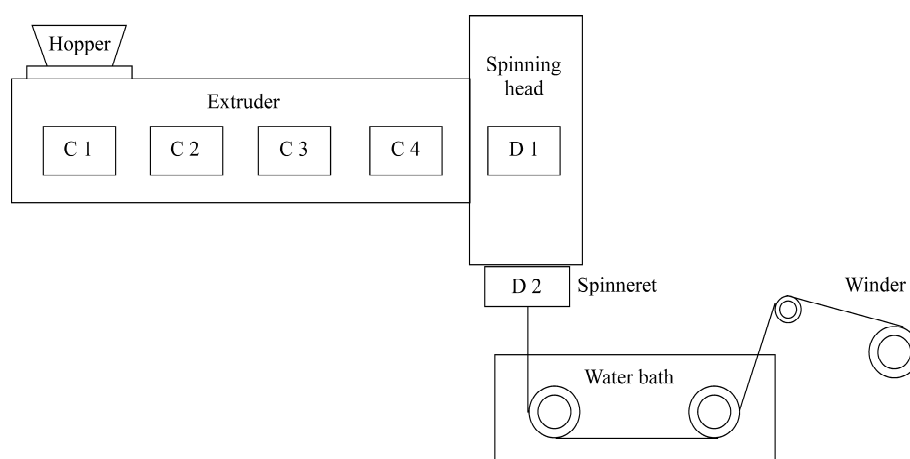 Hopper
Spinning
head
Extruder
C 1
C 2
C 3
C 4
D 1
D 2
Spinneret
Winder
Water bath